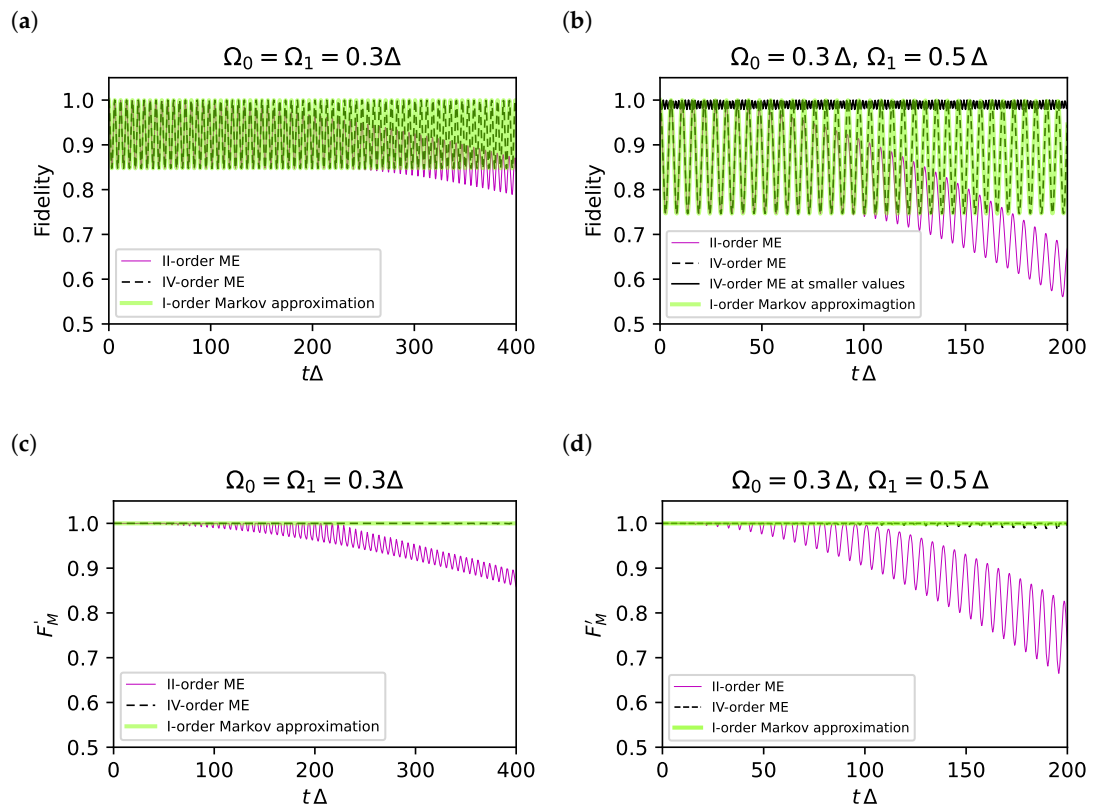 (a)
Ω₀ = Ω₁ = 0.3Δ
Fidelity
1.0
0.9
0.8
0.7
0.6
0.5
II-order ME
IV-order ME
I-order Markov approximation
0 100 200 300 400
tΔ
(b)
Ω₀ = 0.3 Δ, Ω₁ = 0.5 Δ
Fidelity
1.0
0.9
0.8
0.7
0.6
0.5
II-order ME
IV-order ME
IV-order ME at smaller values
I-order Markov approximagtion
0 50 100 150 200
tΔ
(c)
Ω₀ = Ω₁ = 0.3Δ
F'_M
1.0
0.9
0.8
0.7
0.6
0.5
II-order ME
IV-order ME
I-order Markov approximation
0 100 200 300 400
tΔ
(d)
Ω₀ = 0.3 Δ, Ω₁ = 0.5 Δ
F'_M
1.0
0.9
0.8
0.7
0.6
0.5
II-order ME
IV-order ME
I-order Markov approximation
0 50 100 150 200
tΔ